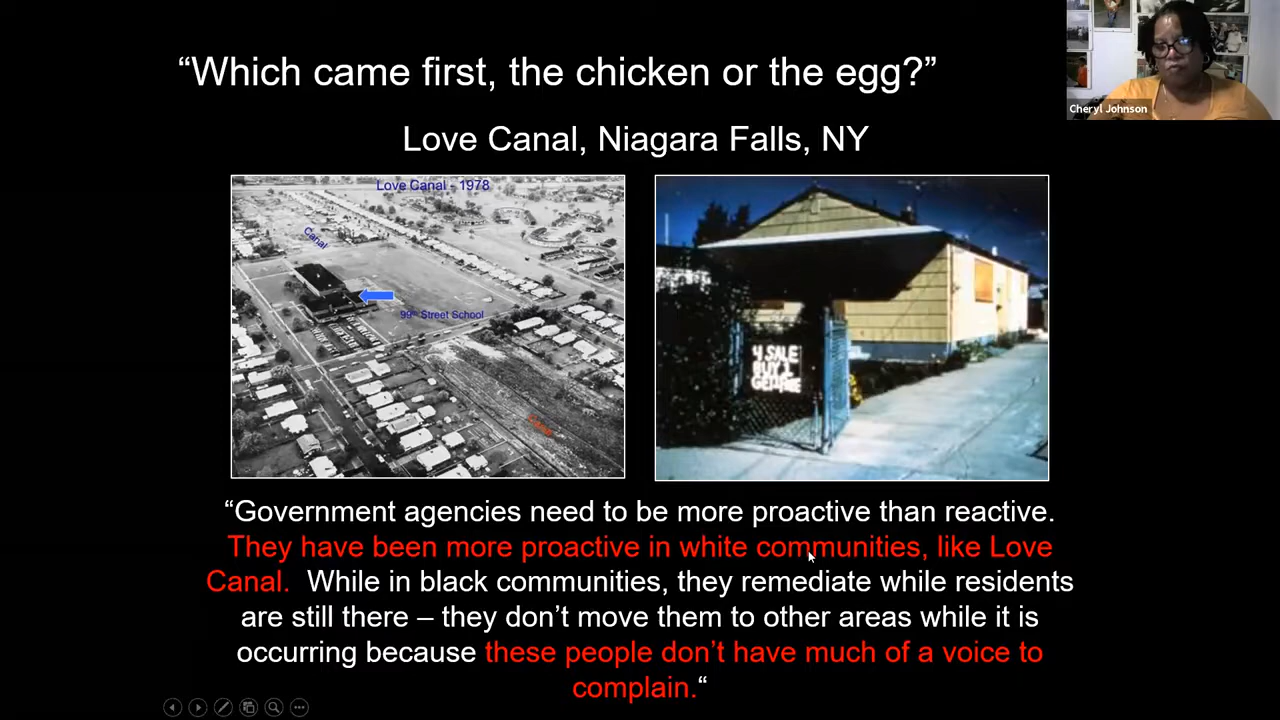 “Which came first, the chicken or the egg?”
Cheryl Johnson
Love Canal, Niagara Falls, NY
Love Canal - 1978
Canal
99th Street School
Canal
4 SALE
BUY 1
GET 1 FREE
“Government agencies need to be more proactive than reactive.
They have been more proactive in white communities, like Love
Canal. While in black communities, they remediate while residents
are still there – they don’t move them to other areas while it is
occurring because these people don’t have much of a voice to
complain.“